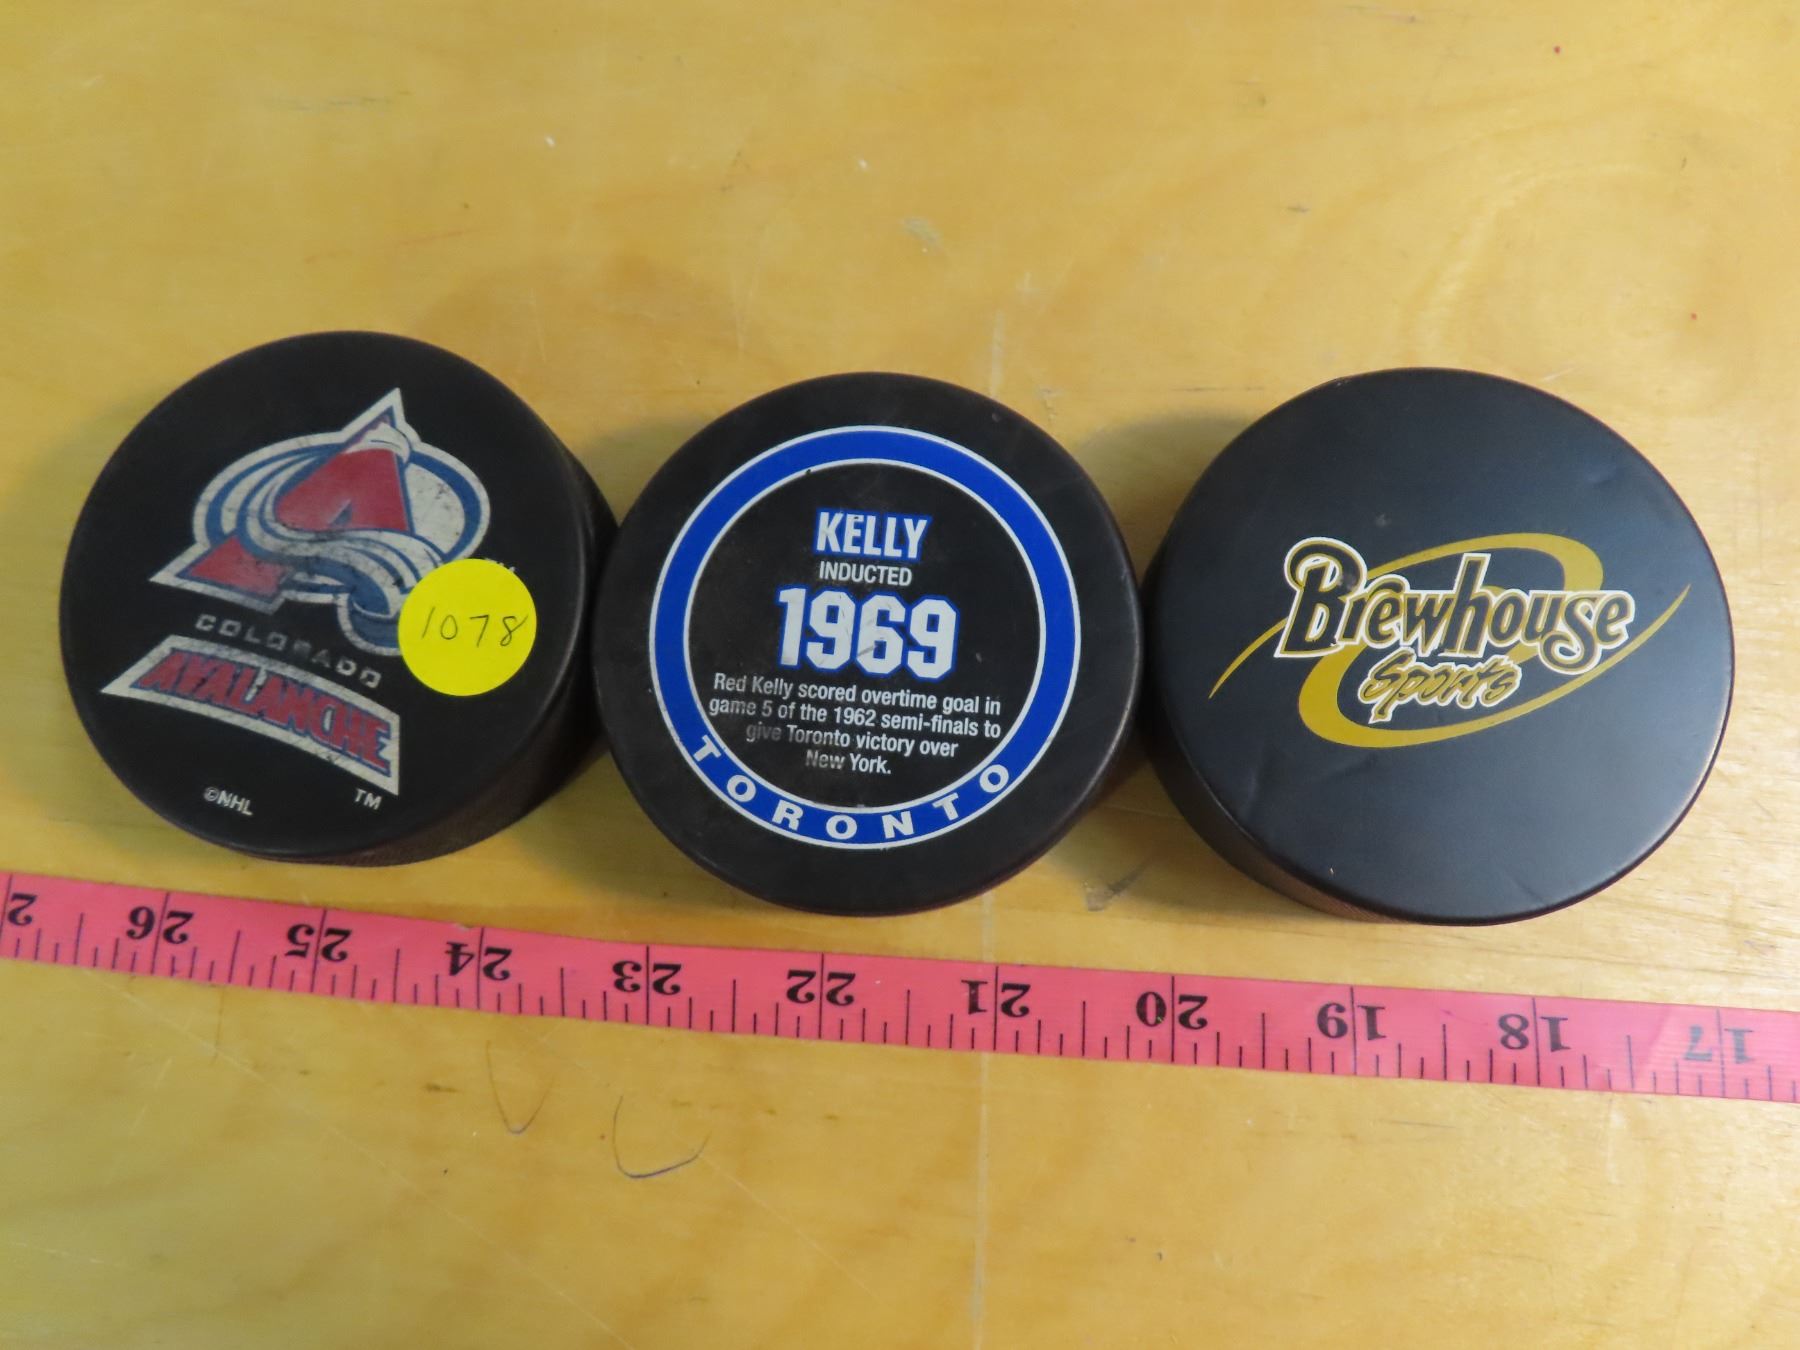 COLORADO
AVALANCHE
©NHL
TM
1078
KELLY
INDUCTED
1969
Red Kelly scored overtime goal in
game 5 of the 1962 semi-finals to
give Toronto victory over
New York.
TORONTO
Brewhouse
Sports
2 26 25 24 23 22 21 20 19 18 17